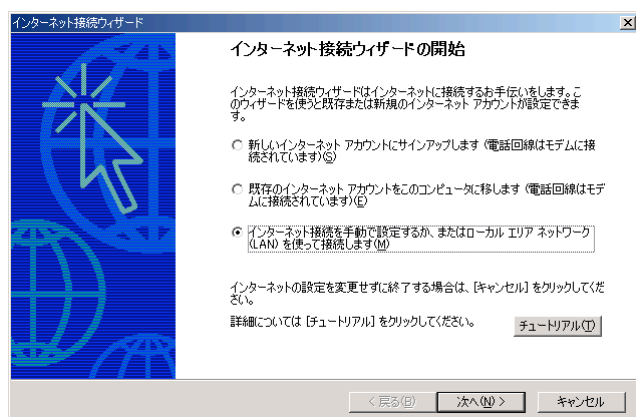 インターネット接続ウィザード
インターネット接続ウィザードの開始
インターネット接続ウィザードはインターネットに接続するお手伝いをします。こ
のウィザードを使うと既存または新規のインターネット アカウントが設定できま
す。
新しいインターネット アカウントにサインアップします (電話回線はモデムに接
続されています)(S)
既存のインターネット アカウントをこのコンピュータに移します (電話回線はモデ
ムに接続されています)(E)
インターネット接続を手動で設定するか、またはローカル エリア ネットワーク
(LAN) を使って接続します(M)
インターネットの設定を変更せずに終了する場合は、[キャンセル] をクリックしてくだ
さい。
詳細については [チュートリアル] をクリックしてください。
チュートリアル(T)
< 戻る(B)
次へ(N) >
キャンセル